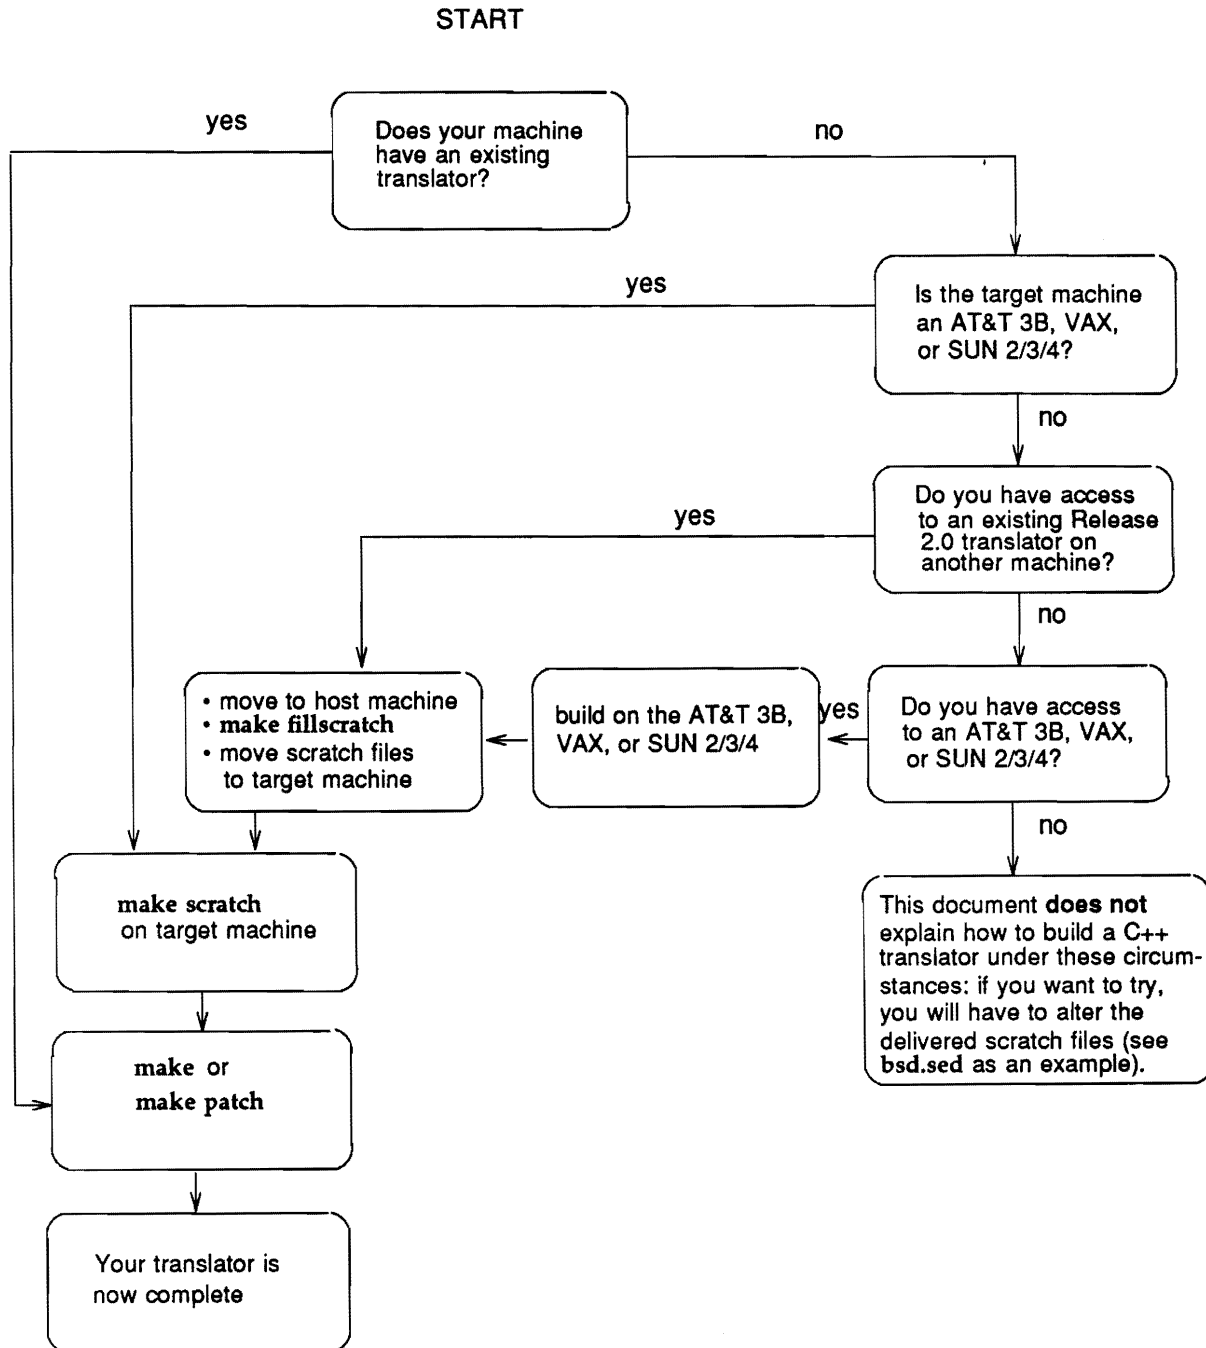 START
yes
Does your machine
have an existing
translator?
no
yes
Is the target machine
an AT&T 3B, VAX,
or SUN 2/3/4?
no
yes
Do you have access
to an existing Release
2.0 translator on
another machine?
no
• move to host machine
• make fillscratch
• move scratch files
to target machine
build on the AT&T 3B,
VAX, or SUN 2/3/4
yes
Do you have access
to an AT&T 3B, VAX,
or SUN 2/3/4?
no
make scratch
on target machine
This document does not
explain how to build a C++
translator under these circum-
stances: if you want to try,
you will have to alter the
delivered scratch files (see
bsd.sed as an example).
make or
make patch
Your translator is
now complete